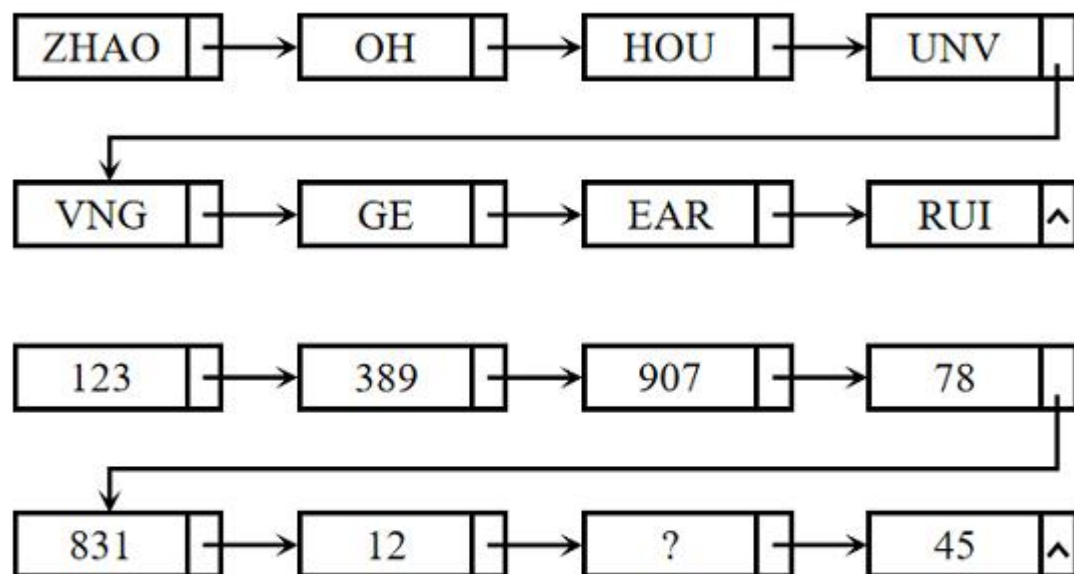 ZHAO OH HOU UNV
VNG GE EAR RUI ^
123 389 907 78
831 12 ? 45 ^